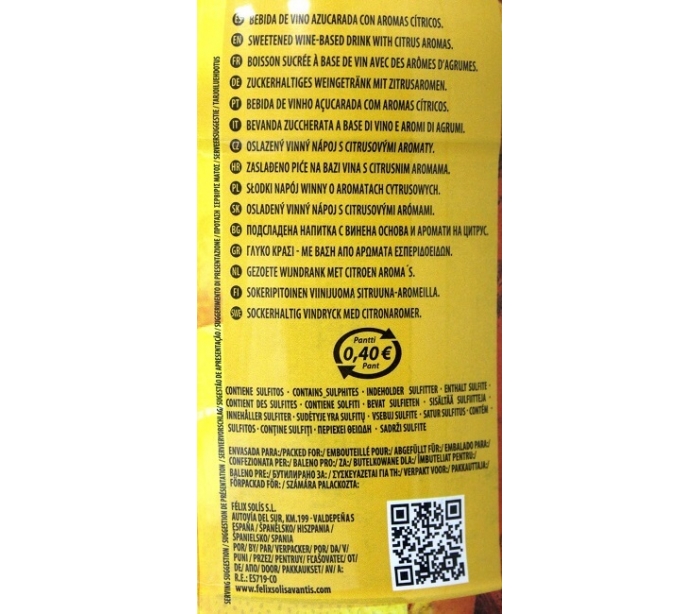 ES BEBIDA DE VINO AZUCARADA CON AROMAS CÍTRICOS.
EN SWEETENED WINE-BASED DRINK WITH CITRUS AROMAS.
FR BOISSON SUCRÉE À BASE DE VIN AVEC DES ARÔMES D'AGRUMES.
DE ZUCKERHALTIGES WEINGETRÄNK MIT ZITRUSAROMEN.
PT BEBIDA DE VINHO AÇUCARADA COM AROMAS CÍTRICOS.
IT BEVANDA ZUCCHERATA A BASE DI VINO E AROMI DI AGRUMI.
CZ OSLAZENÝ VINNÝ NÁPOJ S CITRUSOVÝMI AROMATY.
HR ZASLAĐENO PIĆE NA BAZI VINA S CITRUSNIM AROMAMA.
PL SŁODKI NAPÓJ WINNY O AROMATACH CYTRUSOWYCH.
SK OSLADENÝ VINNÝ NÁPOJ S CITRUSOVÝMI ARÓMAMI.
BG ПОДСЛАДЕНА НАПИТКА С ВИНЕНА ОСНОВА И АРОМАТИ НА ЦИТРУС.
GR ΓΛΥΚΟ ΚΡΑΣΙ - ΜΕ ΒΑΣΗ ΑΠΟ ΑΡΩΜΑΤΑ ΕΣΠΕΡΙΔΟΕΙΔΩΝ.
NL GEZOETE WIJNDRANK MET CITROEN AROMA´S.
FI SOKERIPITOINEN VIINIJUOMA SITRUUNA-AROMEILLA.
SWE SOCKERHALTIG VINDRYCK MED CITRONAROMER.
Pantti
0,40 €
Pant
CONTIENE SULFITOS · CONTAINS SULPHITES · INDEHOLDER SULFITTER · ENTHALT SULFITE ·
CONTIENT DES SULFITES · CONTIENE SOLFITI · BEVAT SULFIETEN · SISÄLTÄÄ SULFIITTEJA ·
INNEHÅLLER SULFITER · SUDĖTYJE YRA SULFITŲ · VSEBUJ SULFITE · SATUR SULFITUS · CONTÉM
SULFITOS · CONȚINE SULFIȚI · ΠΕΡΙΕΧΕΙ ΘΕΙΩΔΗ · SADRŽI SULFITE
ENVASADA PARA:/PACKED FOR:/ EMBOUTEILLÉ POUR:/ ABGEFÜLLT FÜR:/ EMBALADO PARA:/
CONFEZIONATA PER:/ BALENO PRO:/ ZA:/ BUTELKOWANE DLA:/ IMBUTELIAT PENTRU:/
BALENO PRE:/ БУТИЛИРАНО ЗА:/ ΣΥΣΚΕΥΑΖΕΤΑΙ ΓΙΑ ΤΗ:/ VERPAKT VOOR:/ PAKKAUTTAJA:/
FÖRPACKAD FÖR:/ SZÁMÁRA PALACKOZTA:
FÉLIX SOLÍS S.L.
AUTOVÍA DEL SUR, KM.199 - VALDEPEÑAS
ESPAÑA / ŠPANĚLSKO/ HISZPANIA /
ŠPANIELSKO/ SPANIA
POR/ BY/ PAR/ VERPACKER/ POR/ DA/ V/
PUNI / PRZEZ/ PENTRUY/ FĽAŠOVATEĽ/ OT/
DE/ ΑΠΟ/ DOOR/ PAKKAUKSET/ AV/ A:
R.E.: ES719-CO
www.felixsolisavantis.com
SERVING SUGGESTION / SUGGESTION DE PRÉSENTATION / SERVIERVORSCHLAG/ SUGESTÃO DE APRESENTAÇÃO/ SUGGERIMENTO DI PRESENTAZIONE / ΠΡΟΤΑΣΗ ΣΕΡΒΙΡΙΣΜΑΤΟΣ / SERVEERSUGGESTIE / TARJOILUEHDOTUS